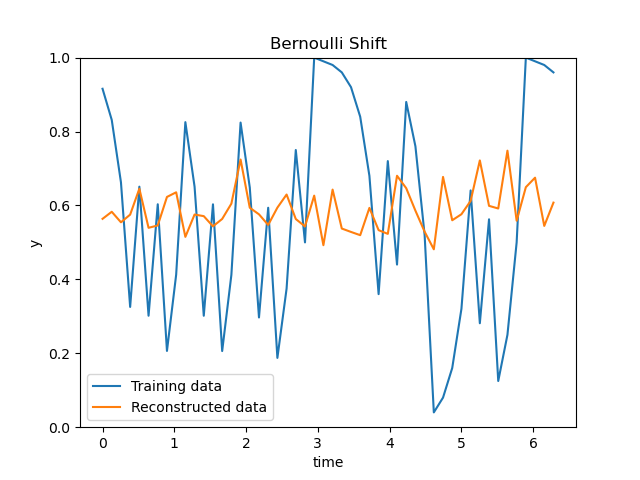 Bernoulli Shift
1.0
0.8
0.6
0.4
0.2
0.0
y
Training data
Reconstructed data
0 1 2 3 4 5 6
time